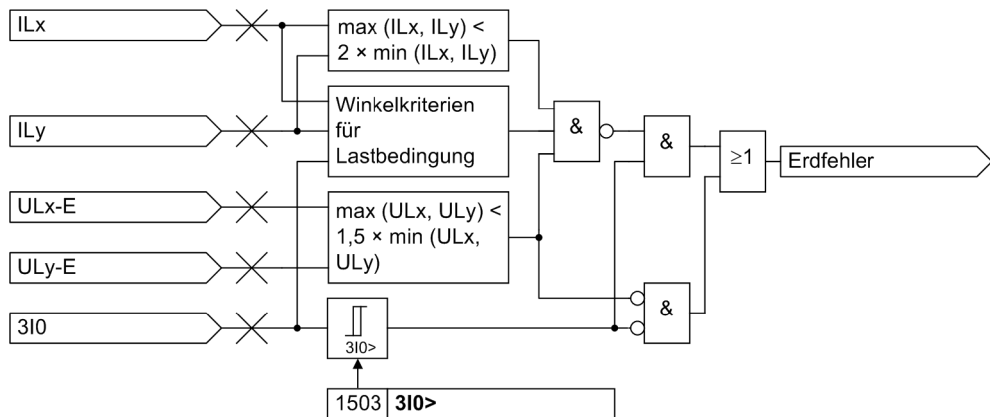 ILx
max (ILx, ILy) <
2 × min (ILx, ILy)
Winkelkriterien
für
Lastbedingung
ILy
&
&
≥1
Erdfehler
ULx-E
max (ULx, ULy) <
1,5 × min (ULx,
ULy)
ULy-E
&
3I0
3I0>
1503 3I0>